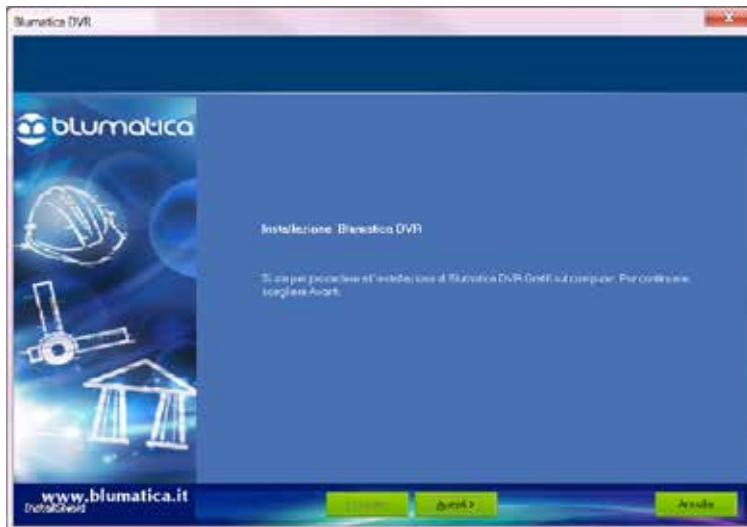 Blumatica DVR
blumatica
Installazione Blumatica DVR
Si sta per procedere all'installazione di Blumatica DVR Gratis sul computer. Per continuare,
scegliere Avanti.
www.blumatica.it
InstallShield
Avanti >
Annulla